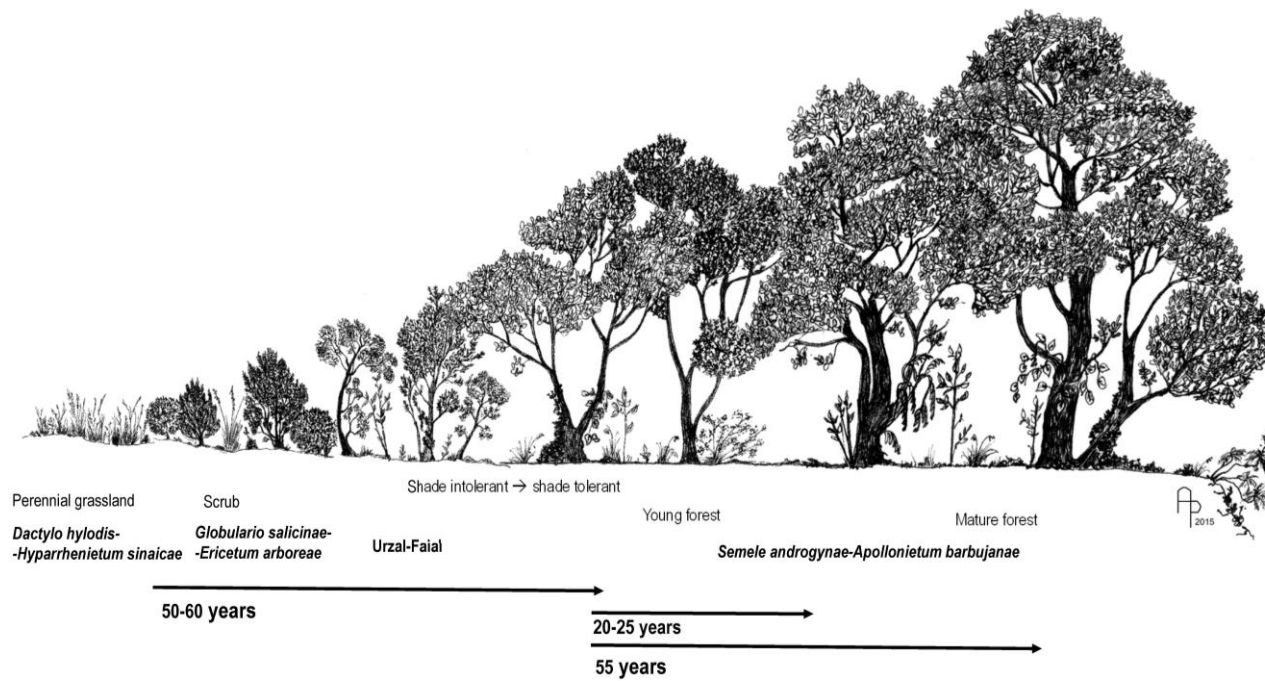 Shade intolerant → shade tolerant
Perennial grassland
Scrub
Young forest
Mature forest
AP
2015
Dactylo hylodis-
-Hyparrhenietum sinaicae
Globulario salicinae-
-Ericetum arboreae
Urzal-Faial
Semele androgynae-Apollonietum barbujanae
50-60 years
20-25 years
55 years